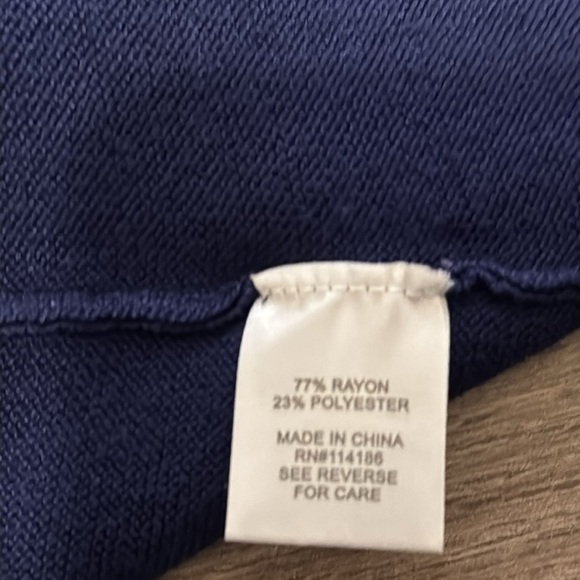 77% RAYON
23% POLYESTER
MADE IN CHINA
RN#114186
SEE REVERSE
FOR CARE